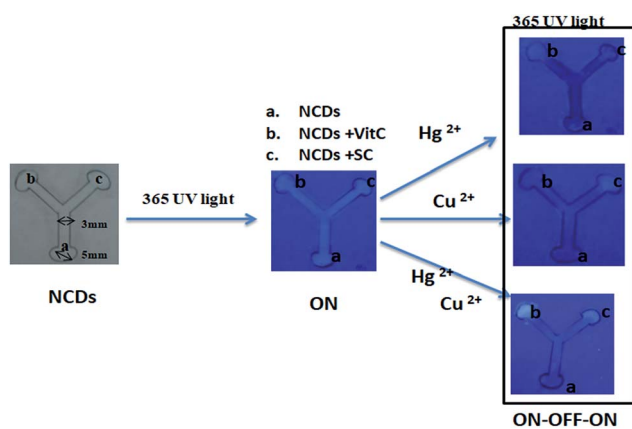 365 UV light
b
c
a. NCDs
b. NCDs +VitC
c. NCDs +SC
Hg 2+
a
b
c
3mm
a
5mm
NCDs
365 UV light
b
c
a
ON
Cu 2+
b
c
a
Hg 2+
Cu 2+
b
c
a
ON-OFF-ON